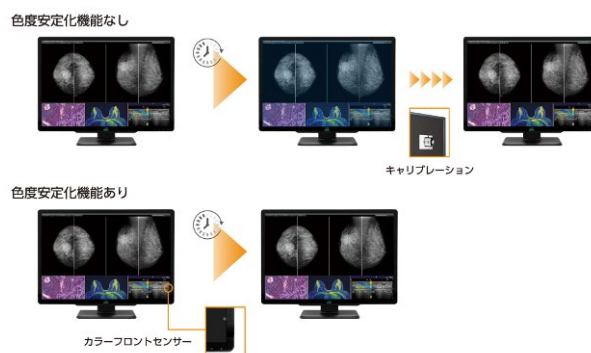 色度安定化機能なし
キャリブレーション
色度安定化機能あり
カラーフロントセンサー